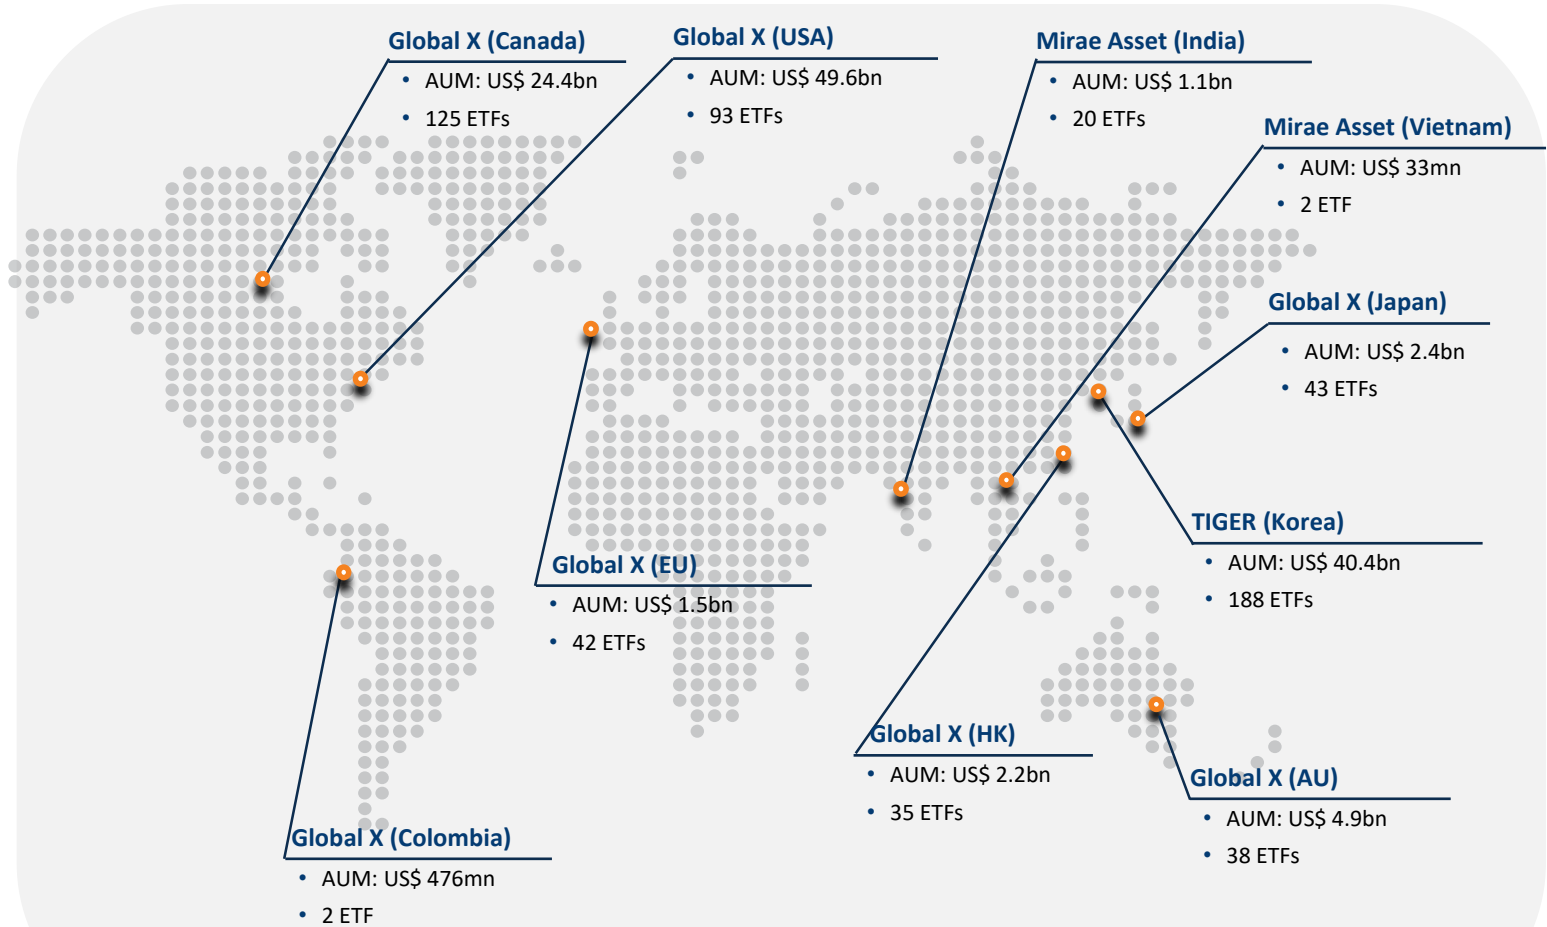 Global X (Canada)
• AUM: US$ 24.4bn
• 125 ETFs
Global X (USA)
• AUM: US$ 49.6bn
• 93 ETFs
Mirae Asset (India)
• AUM: US$ 1.1bn
• 20 ETFs
Mirae Asset (Vietnam)
• AUM: US$ 33mn
• 2 ETF
Global X (Japan)
• AUM: US$ 2.4bn
• 43 ETFs
TIGER (Korea)
• AUM: US$ 40.4bn
• 188 ETFs
Global X (EU)
• AUM: US$ 1.5bn
• 42 ETFs
Global X (HK)
• AUM: US$ 2.2bn
• 35 ETFs
Global X (AU)
• AUM: US$ 4.9bn
• 38 ETFs
Global X (Colombia)
• AUM: US$ 476mn
• 2 ETF